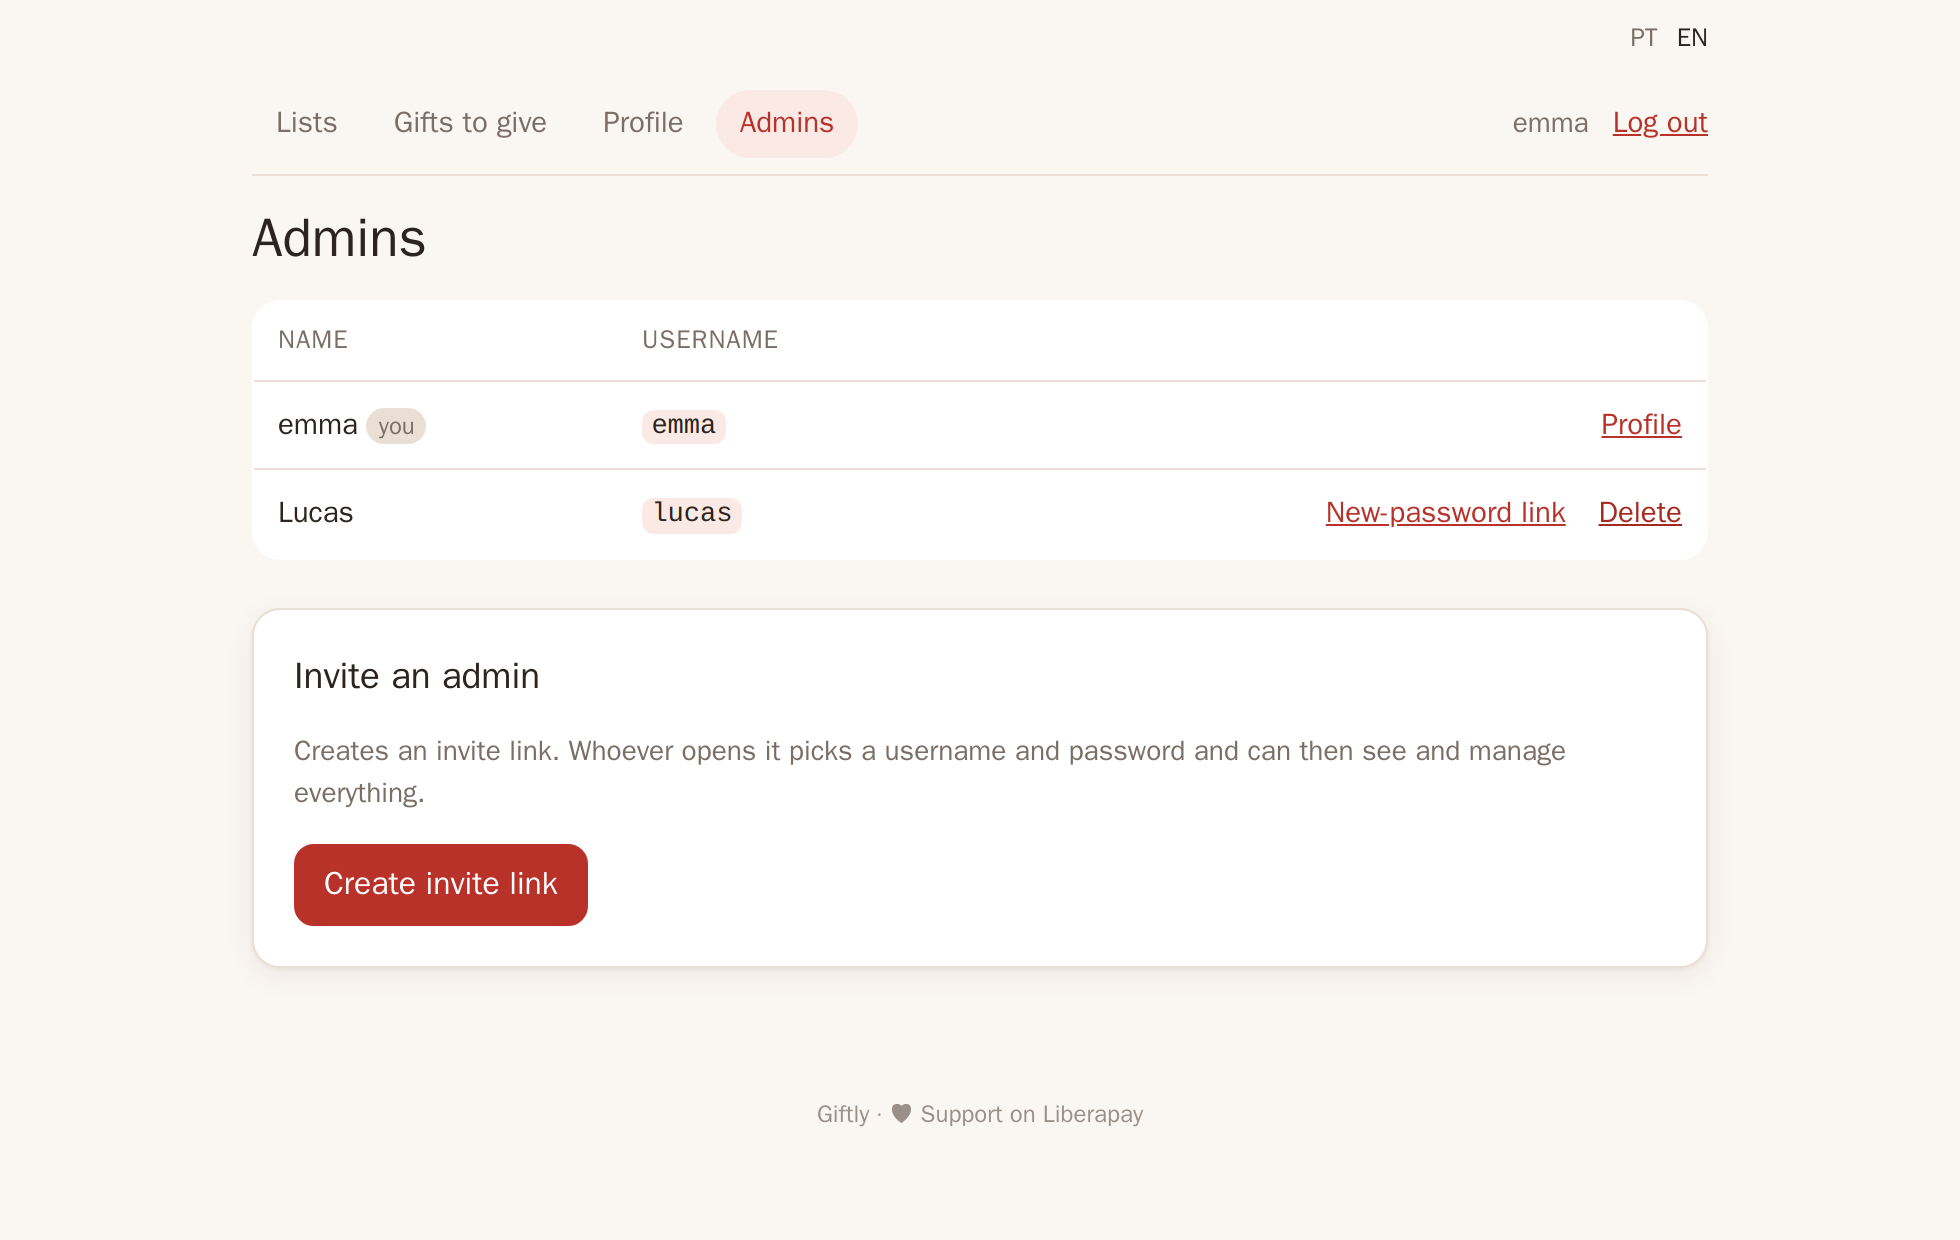 PT EN
Lists Gifts to give Profile Admins emma Log out
Admins
NAME USERNAME
emma you emma Profile
Lucas lucas New-password link Delete
Invite an admin
Creates an invite link. Whoever opens it picks a username and password and can then see and manage
everything.
Create invite link
Giftly · ♥ Support on Liberapay